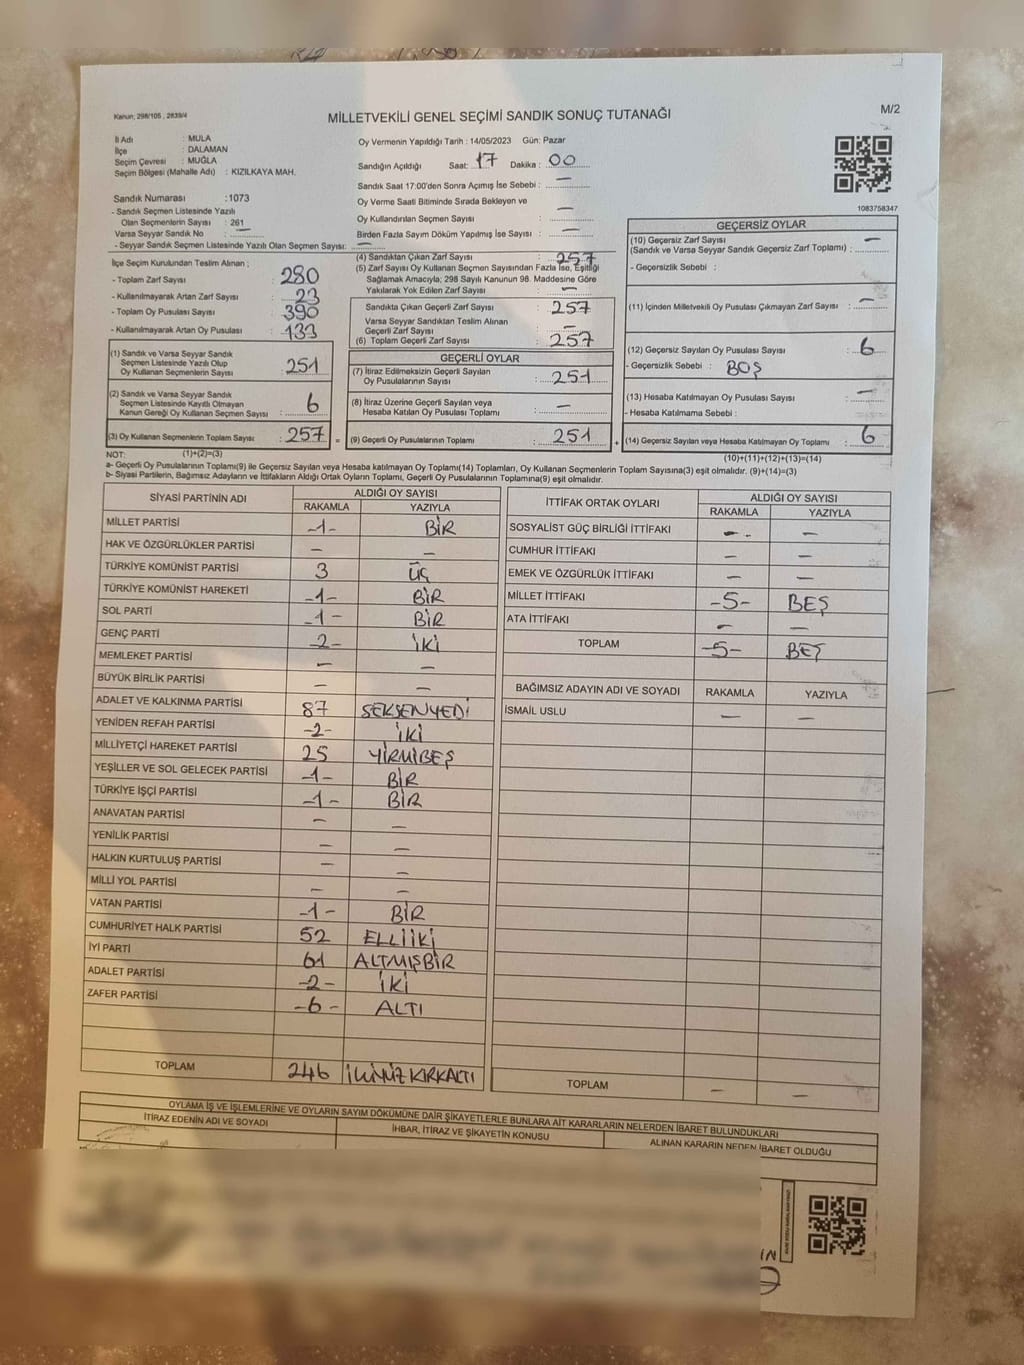 Kanun; 298/105 , 2839/4
MİLLETVEKİLİ GENEL SEÇİMİ SANDIK SONUÇ TUTANAĞI
M/2
İl Adı : MULA
İlçe : DALAMAN
Seçim Çevresi : MUĞLA
Seçim Bölgesi (Mahalle Adı) : KIZILKAYA MAH.
Sandık Numarası :1073
- Sandık Seçmen Listesinde Yazılı
Olan Seçmenlerin Sayısı : 261
Varsa Seyyar Sandık No : —
- Seyyar Sandık Seçmen Listesinde Yazılı Olan Seçmen Sayısı: —
Oy Vermenin Yapıldığı Tarih : 14/05/2023 Gün: Pazar
Sandığın Açıldığı Saat: 17 Dakika : 00
Sandık Saat 17:00'den Sonra Açımış İse Sebebi : —
Oy Verme Saati Bitiminde Sırada Bekleyen ve
Oy Kullandırılan Seçmen Sayısı : —
Birden Fazla Sayım Döküm Yapılmış İse Sayısı : —
1083758347
İlçe Seçim Kurulundan Teslim Alınan ;
- Toplam Zarf Sayısı : 280
- Kullanılmayarak Artan Zarf Sayısı : 23
- Toplam Oy Pusulası Sayısı : 390
- Kullanılmayarak Artan Oy Pusulası : 133
(4) Sandıktan Çıkan Zarf Sayısı : 257
(5) Zarf Sayısı Oy Kullanan Seçmen Sayısından Fazla İse, Eşitliği
Sağlamak Amacıyla; 298 Sayılı Kanunun 98. Maddesine Göre
Yakılarak Yok Edilen Zarf Sayısı : —
Sandıkta Çıkan Geçerli Zarf Sayısı : 257
Varsa Seyyar Sandıktan Teslim Alınan
Geçerli Zarf Sayısı : —
(6) Toplam Geçerli Zarf Sayısı : 257
GEÇERSİZ OYLAR
(10) Geçersiz Zarf Sayısı
(Sandık ve Varsa Seyyar Sandık Geçersiz Zarf Toplamı) : —
- Geçersizlik Sebebi :
(11) İçinden Milletvekili Oy Pusulası Çıkmayan Zarf Sayısı : —
(12) Geçersiz Sayılan Oy Pusulası Sayısı : 6
- Geçersizlik Sebebi : BOŞ
(13) Hesaba Katılmayan Oy Pusulası Sayısı : —
- Hesaba Katılmama Sebebi :
(14) Geçersiz Sayılan veya Hesaba Katılmayan Oy Toplamı : 6
(10)+(11)+(12)+(13)=(14)
(1) Sandık ve Varsa Seyyar Sandık
Seçmen Listesinde Yazılı Olup
Oy Kullanan Seçmenlerin Sayısı : 251
(2) Sandık ve Varsa Seyyar Sandık
Seçmen Listesinde Kayıtlı Olmayan
Kanun Gereği Oy Kullanan Seçmen Sayısı : 6
(3) Oy Kullanan Seçmenlerin Toplam Sayısı : 257 =
(1)+(2)=(3)
GEÇERLİ OYLAR
(7) İtiraz Edilmeksizin Geçerli Sayılan
Oy Pusulalarının Sayısı : 251
(8) İtiraz Üzerine Geçerli Sayılan veya
Hesaba Katılan Oy Pusulası Toplamı : —
(9) Geçerli Oy Pusulalarının Toplamı : 251 +
NOT:
a- Geçerli Oy Pusulalarının Toplamı(9) ile Geçersiz Sayılan veya Hesaba katılmayan Oy Toplamı(14) Toplamları, Oy Kullanan Seçmenlerin Toplam Sayısına(3) eşit olmalıdır. (9)+(14)=(3)
b- Siyasi Partilerin, Bağımsız Adayların ve İttifakların Aldığı Ortak Oyların Toplamı, Geçerli Oy Pusulalarının Toplamına(9) eşit olmalıdır.
SİYASİ PARTİNİN ADI ALDIĞI OY SAYISI
RAKAMLA YAZIYLA
MİLLET PARTİSİ -1- BİR
HAK VE ÖZGÜRLÜKLER PARTİSİ — —
TÜRKİYE KOMÜNİST PARTİSİ 3 ÜÇ
TÜRKİYE KOMÜNİST HAREKETİ -1- BİR
SOL PARTİ -1- BİR
GENÇ PARTİ -2- İKİ
MEMLEKET PARTİSİ — —
BÜYÜK BİRLİK PARTİSİ — —
ADALET VE KALKINMA PARTİSİ 87 SEKSENYEDİ
YENİDEN REFAH PARTİSİ -2- İKİ
MİLLİYETÇİ HAREKET PARTİSİ 25 YİRMİBEŞ
YEŞİLLER VE SOL GELECEK PARTİSİ -1- BİR
TÜRKİYE İŞÇİ PARTİSİ -1- BİR
ANAVATAN PARTİSİ — —
YENİLİK PARTİSİ — —
HALKIN KURTULUŞ PARTİSİ — —
MİLLİ YOL PARTİSİ — —
VATAN PARTİSİ -1- BİR
CUMHURİYET HALK PARTİSİ 52 ELLİİKİ
İYİ PARTİ 61 ALTMIŞBİR
ADALET PARTİSİ -2- İKİ
ZAFER PARTİSİ -6- ALTI
TOPLAM 246 İKİYÜZKIRKALTI
İTTİFAK ORTAK OYLARI ALDIĞI OY SAYISI
RAKAMLA YAZIYLA
SOSYALİST GÜÇ BİRLİĞİ İTTİFAKI — —
CUMHUR İTTİFAKI — —
EMEK VE ÖZGÜRLÜK İTTİFAKI — —
MİLLET İTTİFAKI -5- BEŞ
ATA İTTİFAKI — —
TOPLAM -5- BEŞ
BAĞIMSIZ ADAYIN ADI VE SOYADI RAKAMLA YAZIYLA
İSMAİL USLU — —
TOPLAM — —
OYLAMA İŞ VE İŞLEMLERİNE VE OYLARIN SAYIM DÖKÜMÜNE DAİR ŞİKAYETLERLE BUNLARA AİT KARARLARIN NELERDEN İBARET BULUNDUKLARI
İTİRAZ EDENİN ADI VE SOYADI İHBAR, İTİRAZ VE ŞİKAYETİN KONUSU ALINAN KARARIN NEDEN İBARET OLDUĞU